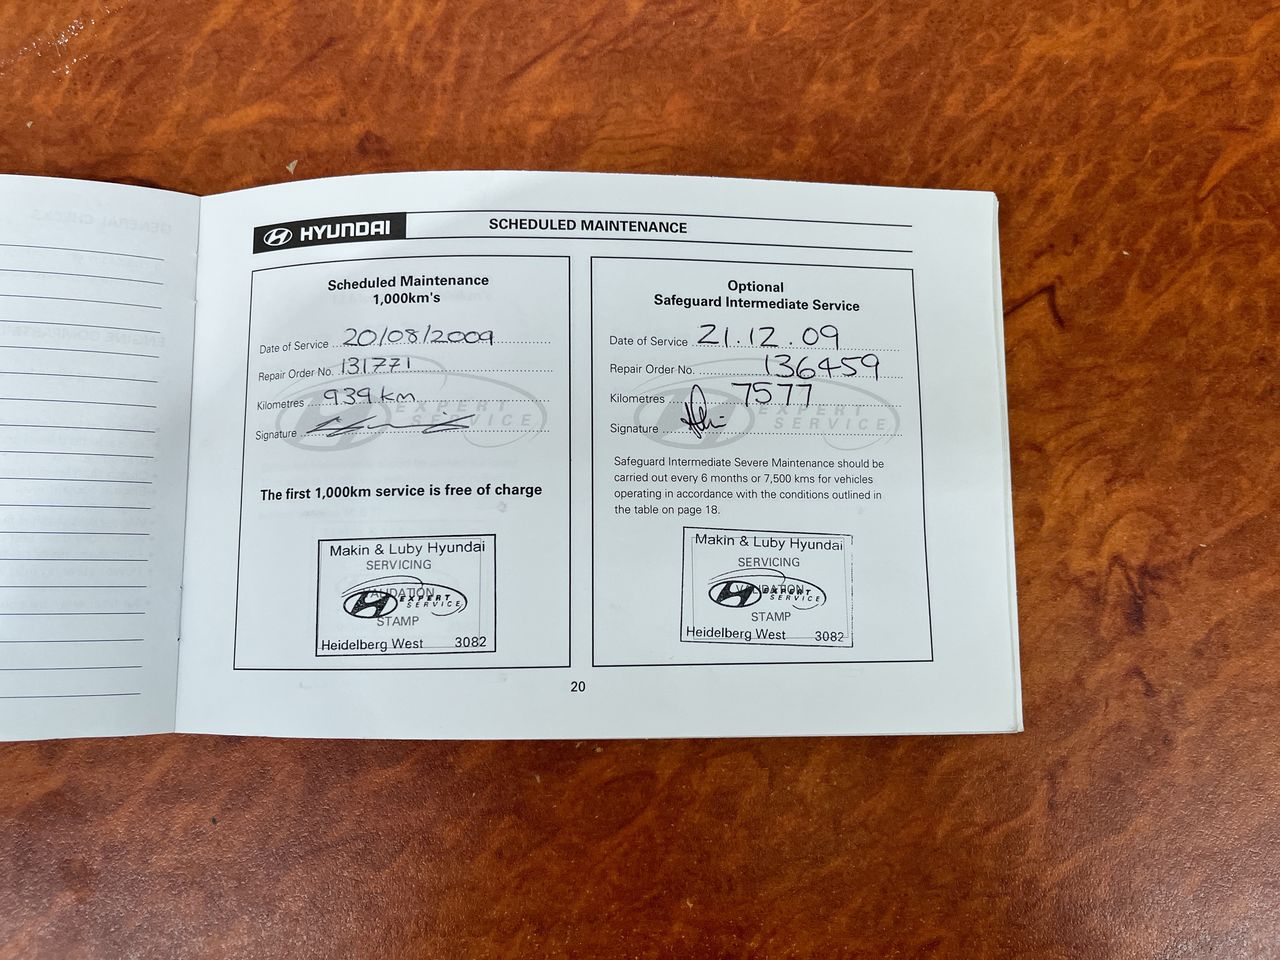 HYUNDAI
SCHEDULED MAINTENANCE
Scheduled Maintenance
1,000km's
Date of Service 20/08/2009
Repair Order No. 131771
Kilometres 939 km
Signature
EXPERT
SERVICE
The first 1,000km service is free of charge
Makin & Luby Hyundai
SERVICING
VALIDATION
EXPERT
SERVICE
STAMP
Heidelberg West 3082
Optional
Safeguard Intermediate Service
Date of Service 21.12.09
Repair Order No. 136459
Kilometres 7577
Signature
EXPERT
SERVICE
Safeguard Intermediate Severe Maintenance should be
carried out every 6 months or 7,500 kms for vehicles
operating in accordance with the conditions outlined in
the table on page 18.
Makin & Luby Hyundai
SERVICING
VALIDATION
EXPERT
SERVICE
STAMP
Heidelberg West 3082
20